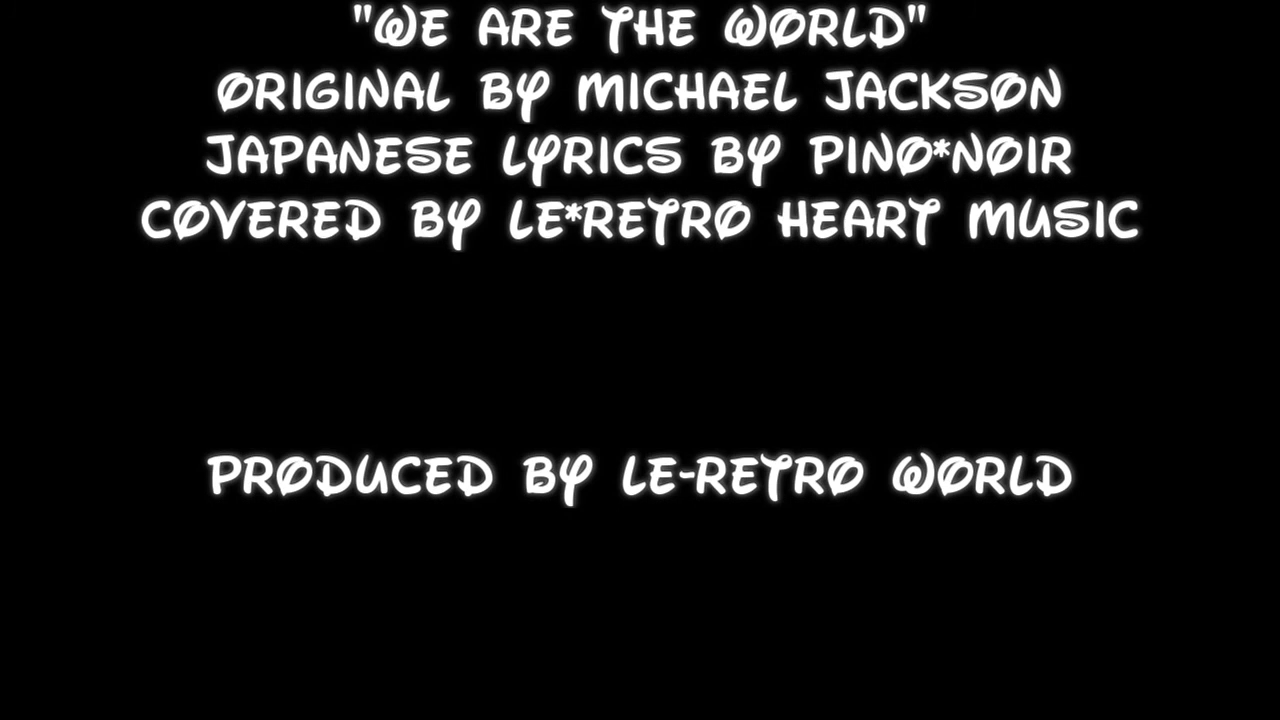 "WE ARE THE WORLD"
ORIGINAL BY MICHAEL JACKSON
JAPANESE LYRICS BY PINO*NOIR
COVERED BY LE*RETRO HEART MUSIC
PRODUCED BY LE-RETRO WORLD